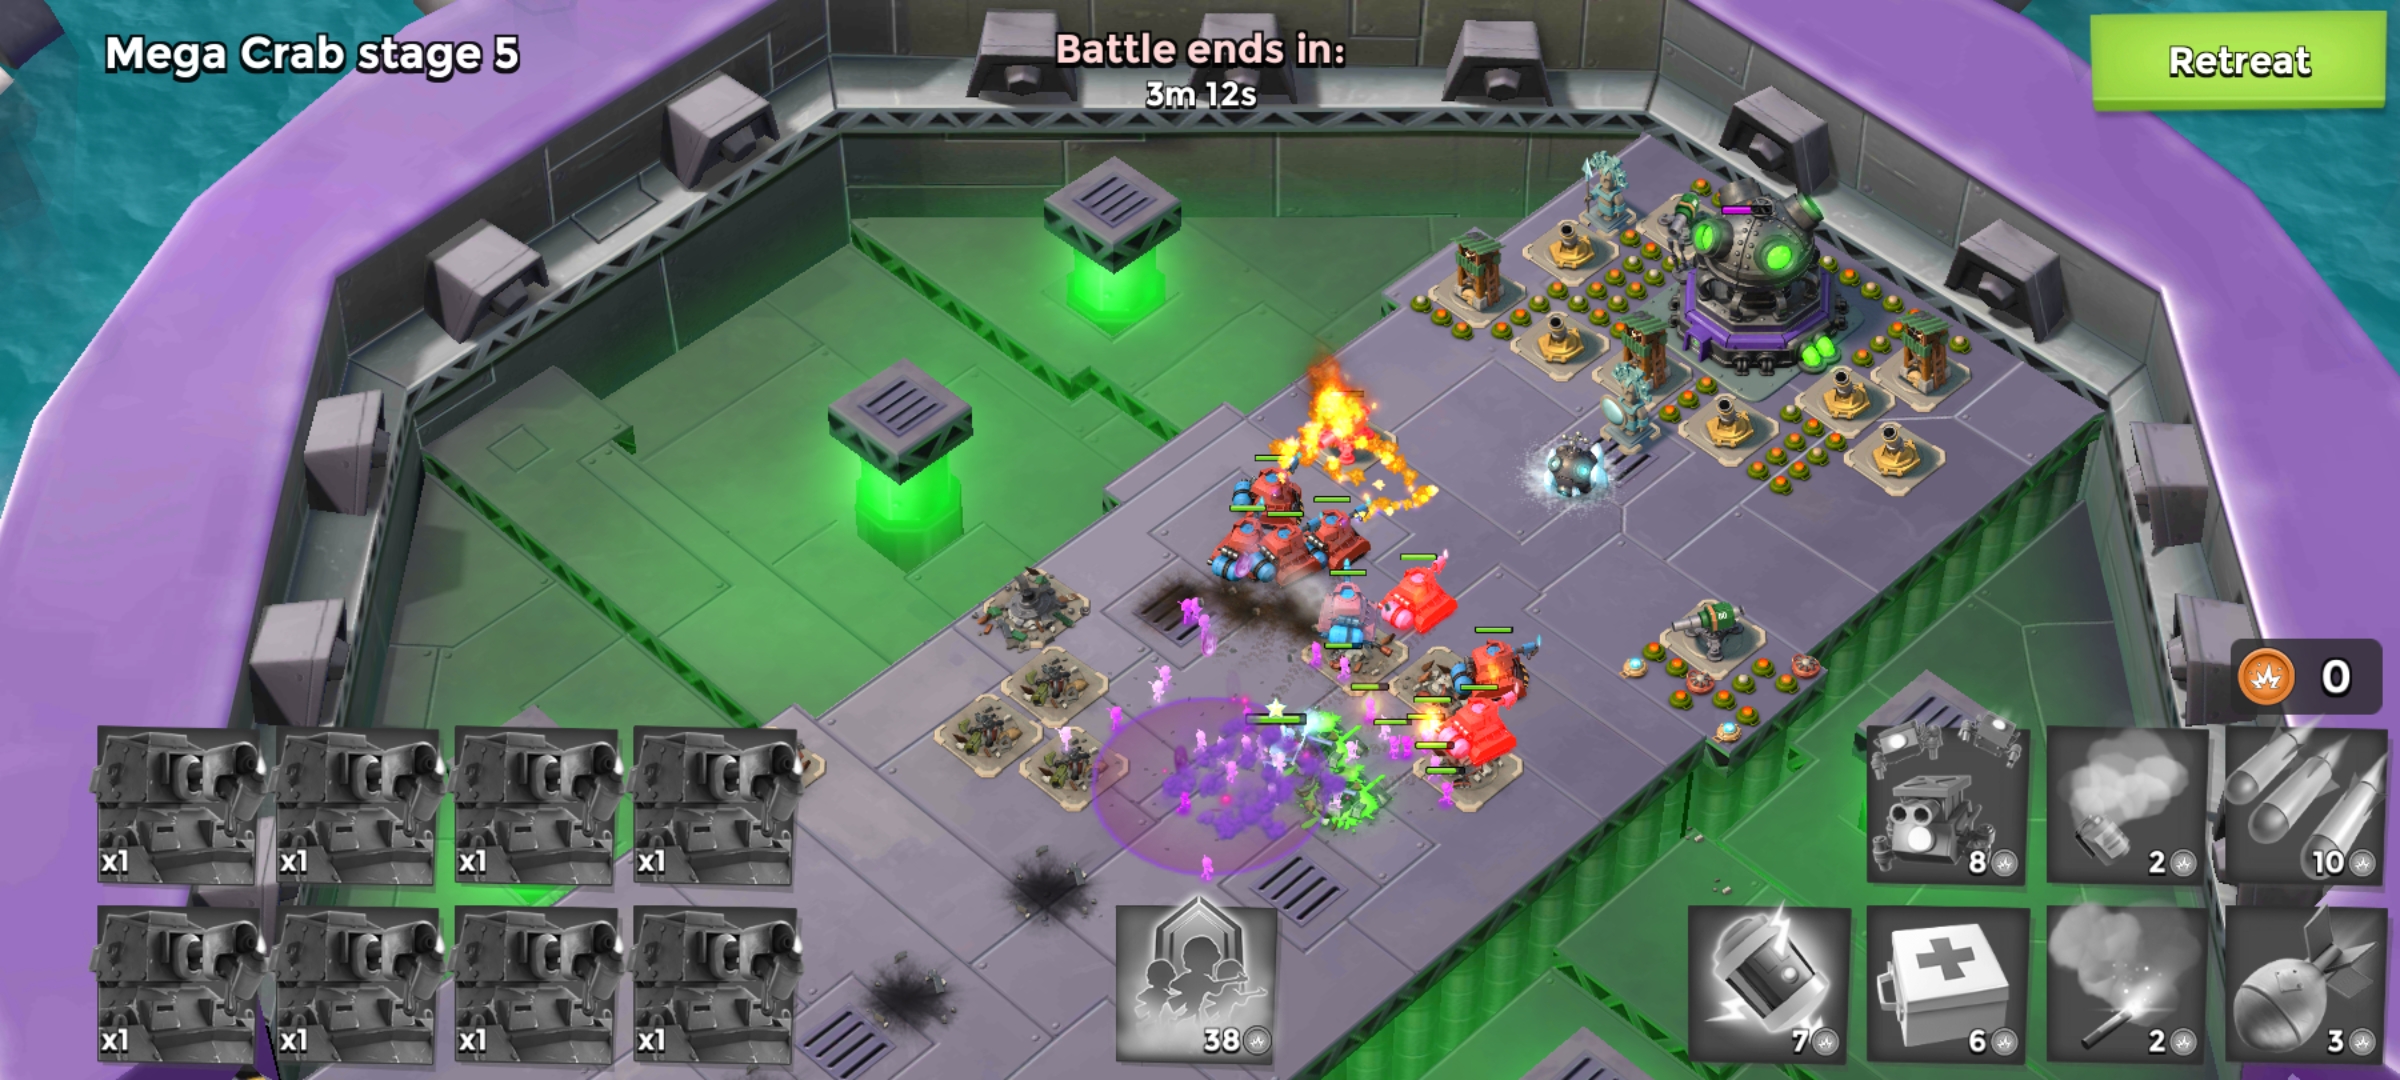 Mega Crab stage 5
Battle ends in:
3m 12s
Retreat
0
x1
x1
x1
x1
8
2
10
x1
x1
x1
x1
38
7
6
2
3